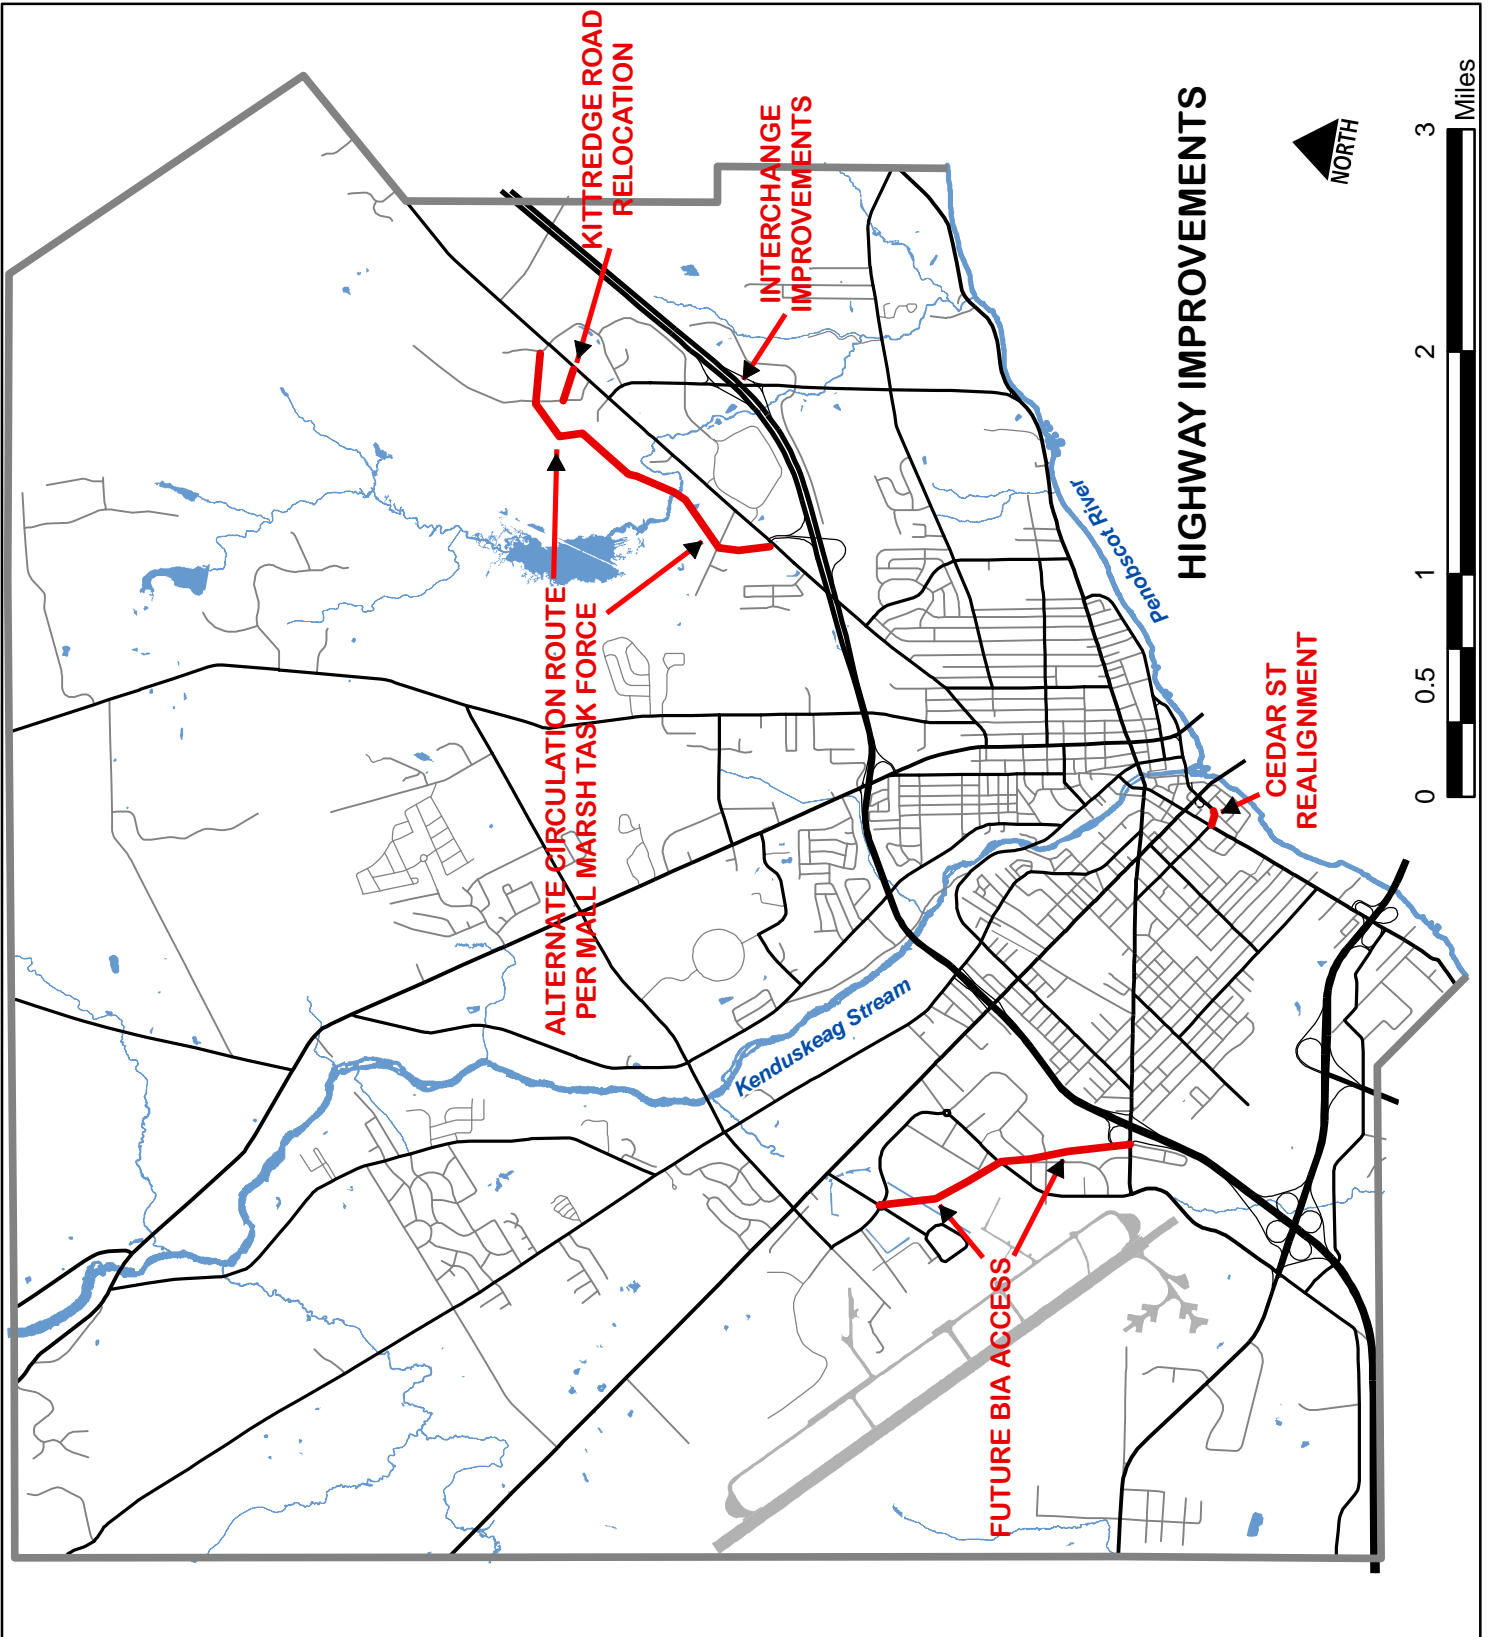 KITTREDGE ROAD
RELOCATION
INTERCHANGE
IMPROVEMENTS
ALTERNATE CIRCULATION ROUTE
PER MALL MARSH TASK FORCE
Penobscot River
Kenduskeag Stream
CEDAR ST
REALIGNMENT
FUTURE BIA ACCESS
HIGHWAY IMPROVEMENTS
NORTH
0 0.5 1 2 3
Miles